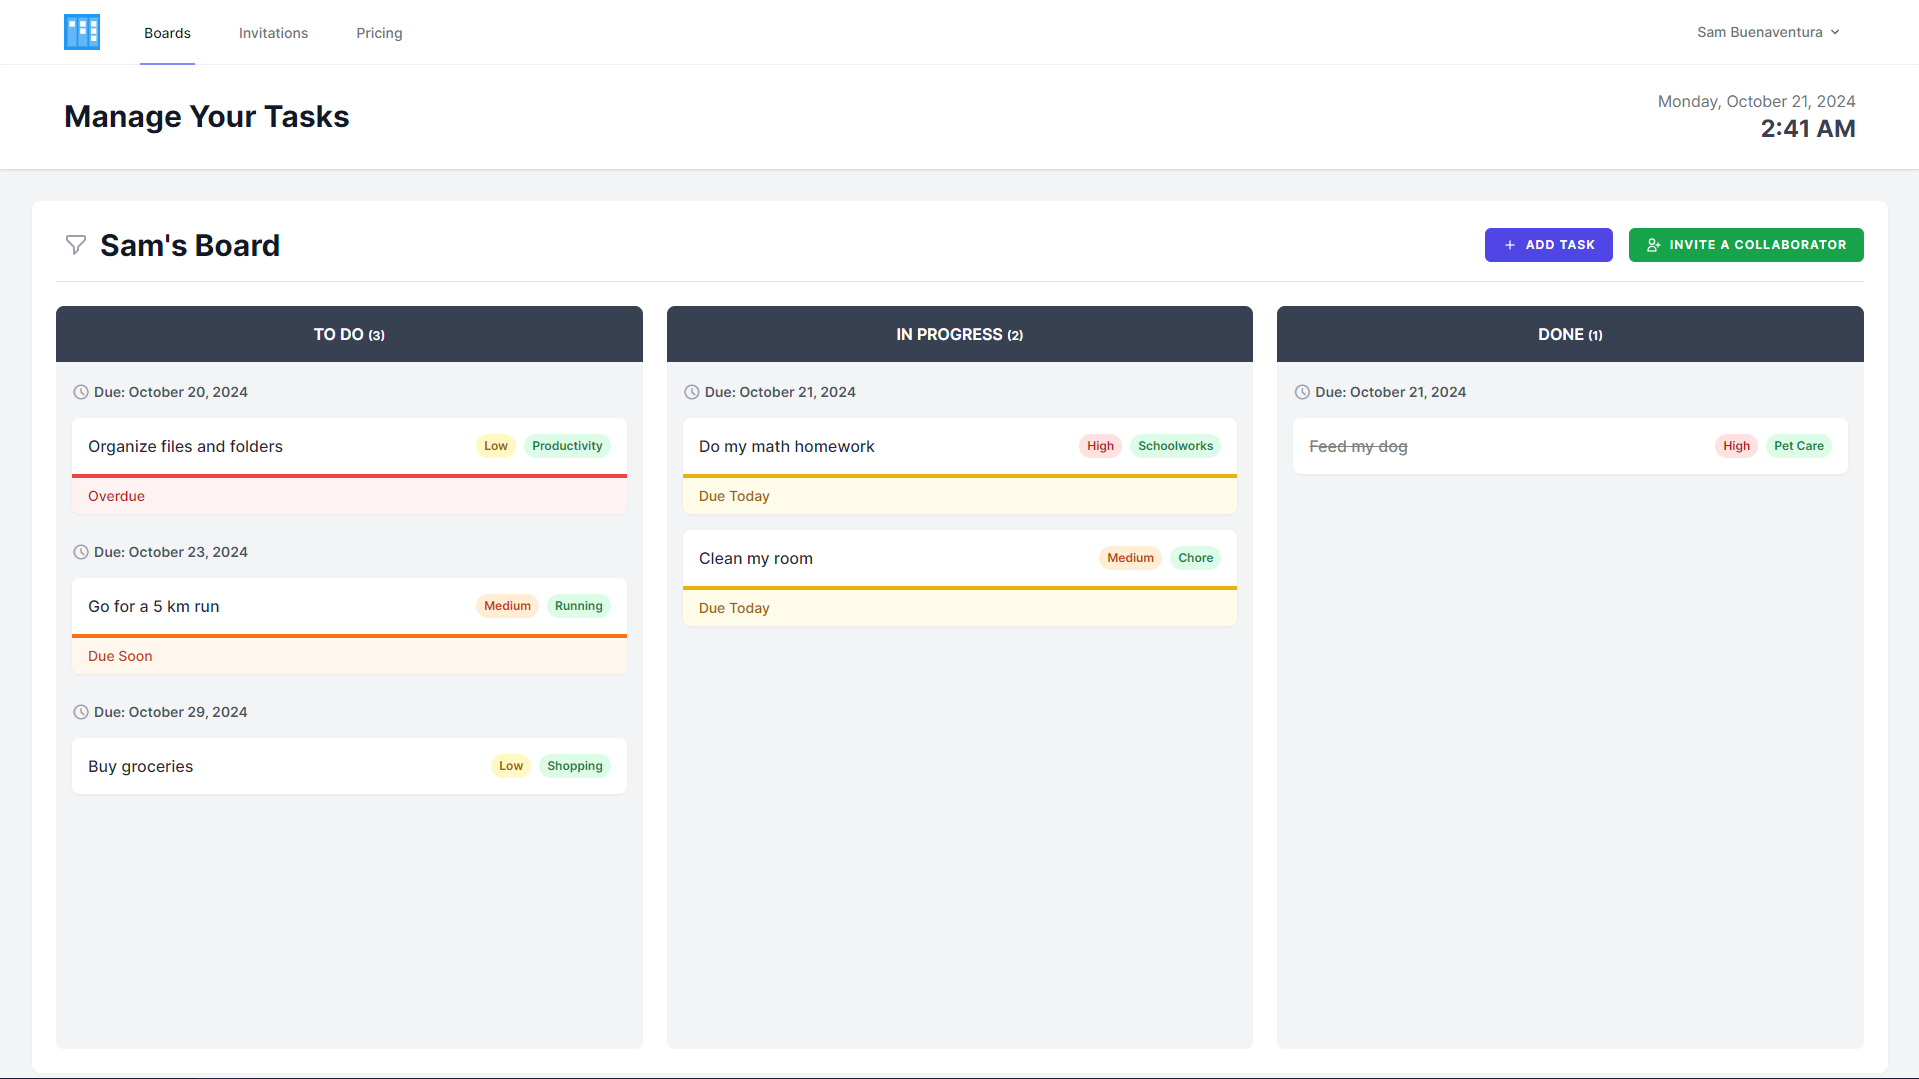 Boards
Invitations
Pricing
Sam Buenaventura
Manage Your Tasks
Monday, October 21, 2024
2:41 AM
Sam's Board
ADD TASK
INVITE A COLLABORATOR
TO DO (3)
Due: October 20, 2024
Organize files and folders
Low
Productivity
Overdue
Due: October 23, 2024
Go for a 5 km run
Medium
Running
Due Soon
Due: October 29, 2024
Buy groceries
Low
Shopping
IN PROGRESS (2)
Due: October 21, 2024
Do my math homework
High
Schoolworks
Due Today
Clean my room
Medium
Chore
Due Today
DONE (1)
Due: October 21, 2024
Feed my dog
High
Pet Care